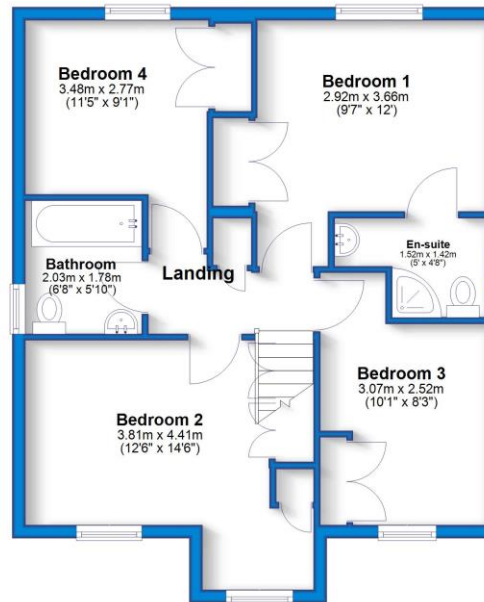 Bedroom 4
3.48m x 2.77m
(11'5" x 9'1")
Bedroom 1
2.92m x 3.66m
(9'7" x 12')
En-suite
1.52m x 1.42m
(5' x 4'8")
Bathroom
2.03m x 1.78m
(6'8" x 5'10")
Landing
Bedroom 2
3.81m x 4.41m
(12'6" x 14'6")
Bedroom 3
3.07m x 2.52m
(10'1" x 8'3")